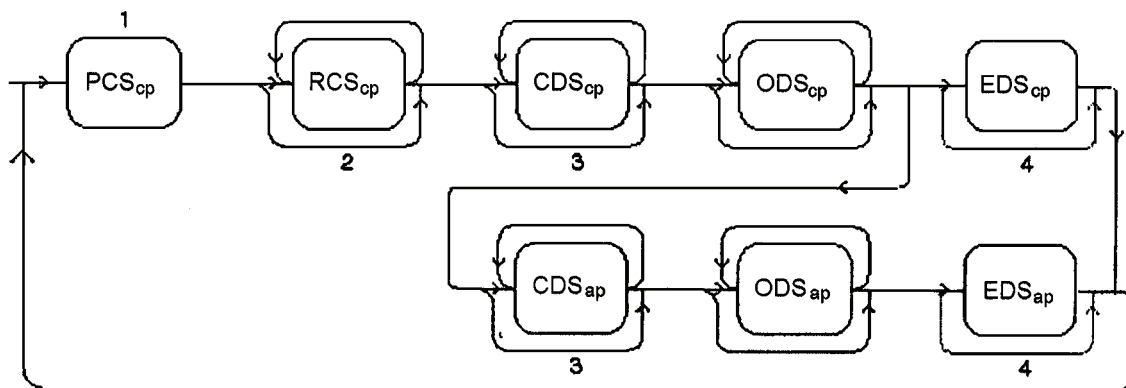 1
PCScp
RCScp
CDScp
ODScp
EDScp
2
3
4
CDSap
ODSap
EDSap
3
4